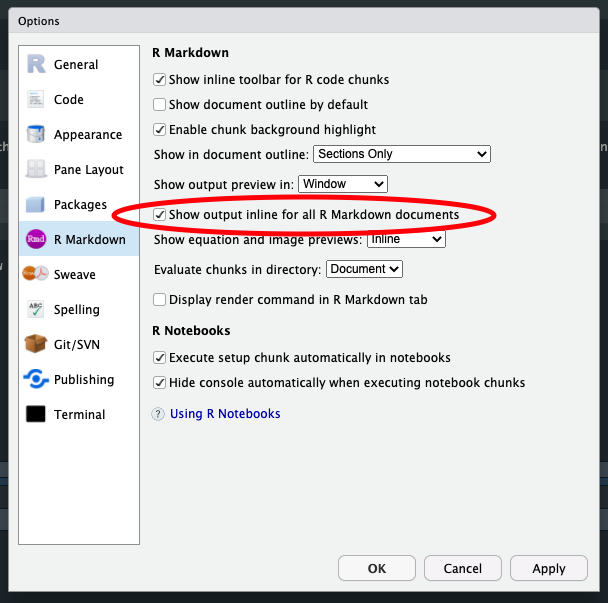 Options
General
Code
Appearance
Pane Layout
Packages
Rmd
R Markdown
Sweave
ABC
Spelling
Git/SVN
Publishing
Terminal
R Markdown
Show inline toolbar for R code chunks
Show document outline by default
Enable chunk background highlight
Show in document outline: Sections Only
Show output preview in: Window
Show output inline for all R Markdown documents
Show equation and image previews: Inline
Evaluate chunks in directory: Document
Display render command in R Markdown tab
R Notebooks
Execute setup chunk automatically in notebooks
Hide console automatically when executing notebook chunks
? Using R Notebooks
OK Cancel Apply